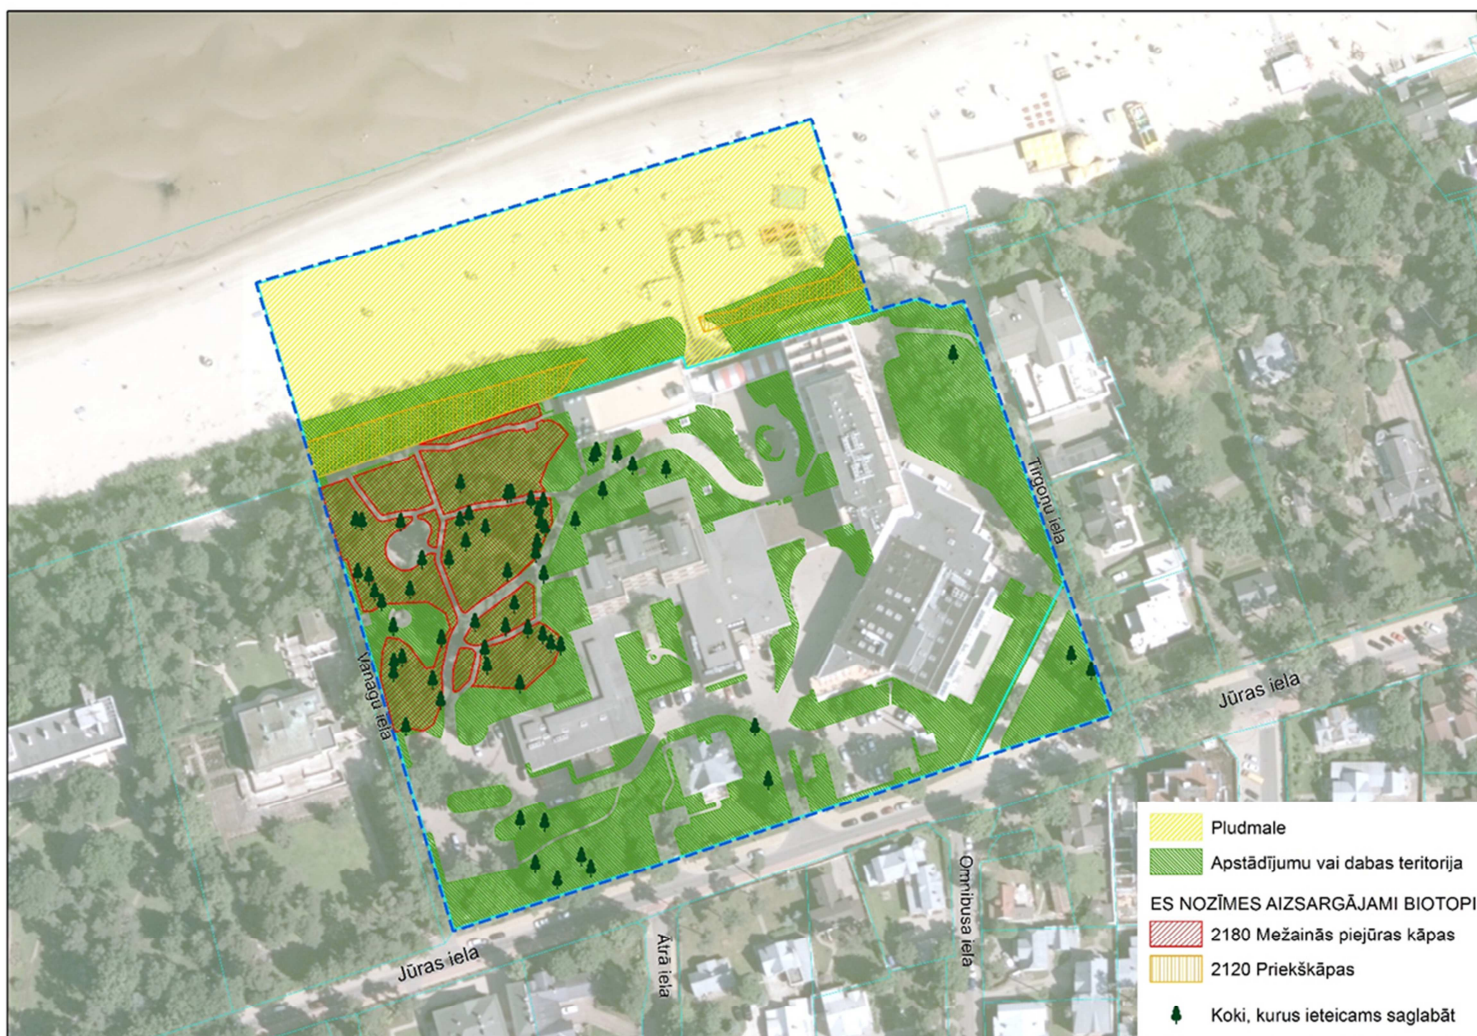 Tirgoņu iela
Vanagu iela
Jūras iela
Jūras iela
Ātrā iela
Omnibusa iela
Pludmale
Apstādījumu vai dabas teritorija
ES NOZĪMES AIZSARGĀJAMI BIOTOPI
2180 Mežainās piejūras kāpas
2120 Priekškāpas
Koki, kurus ieteicams saglabāt